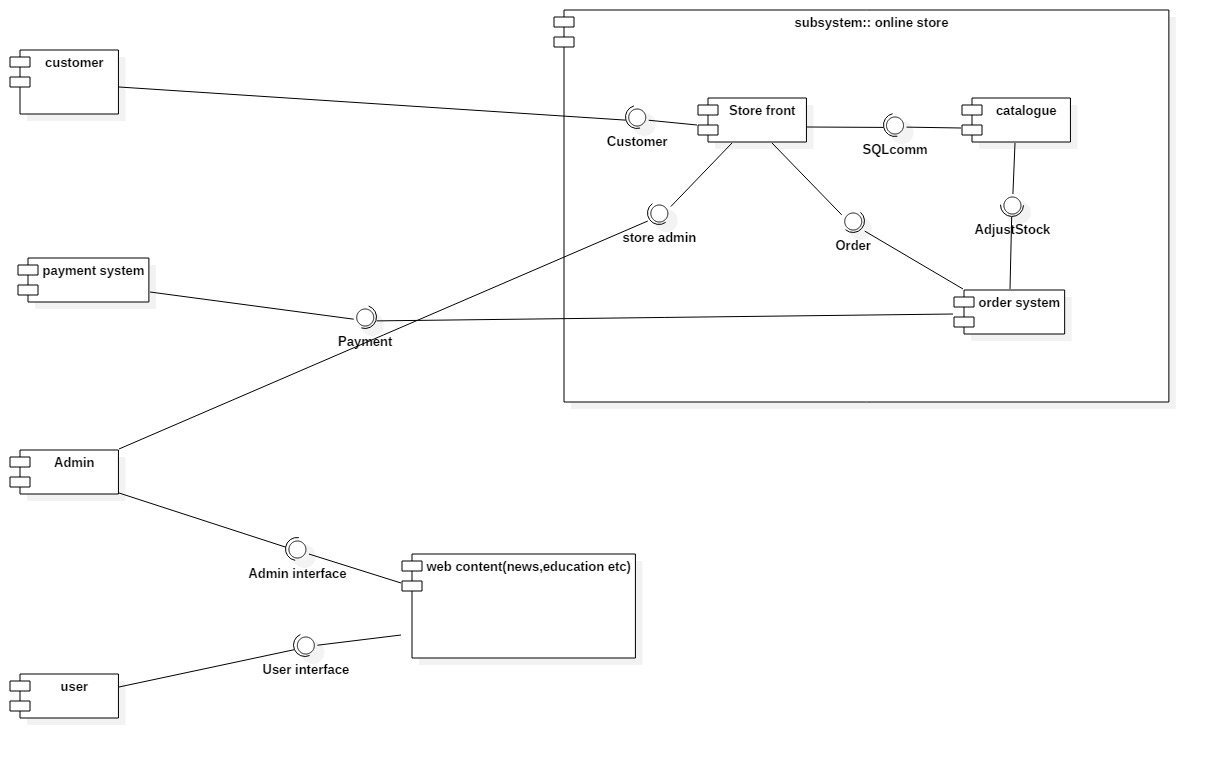 subsystem:: online store
customer
Store front
catalogue
Customer
SQLcomm
store admin
Order
AdjustStock
payment system
order system
Payment
Admin
Admin interface
web content(news,education etc)
User interface
user